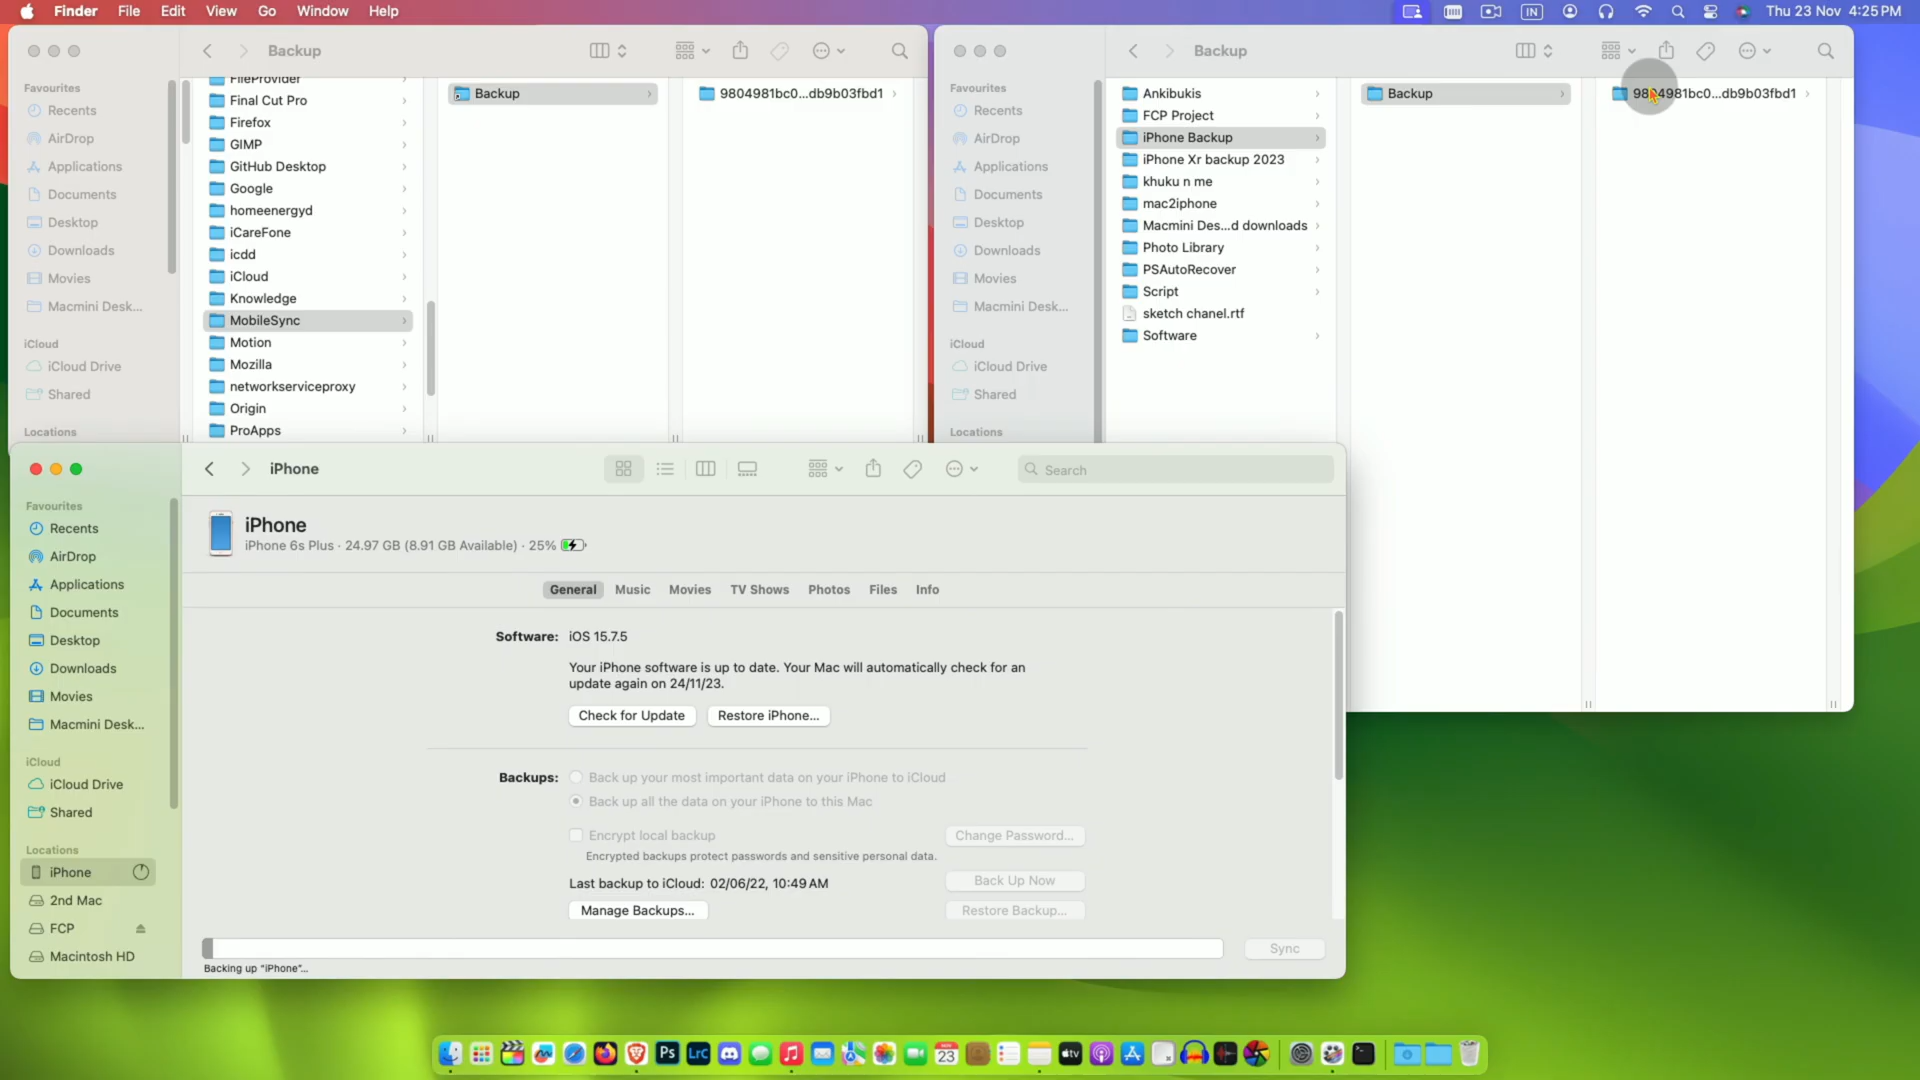 Finder File Edit View Go Window Help
IN Thu 23 Nov 4:25 PM
Backup
Favourites
Recents
AirDrop
Applications
Documents
Desktop
Downloads
Movies
Macmini Desk...
iCloud
iCloud Drive
Shared
Locations
FileProvider
Final Cut Pro
Firefox
GIMP
GitHub Desktop
Google
homeenergyd
iCareFone
icdd
iCloud
Knowledge
MobileSync
Motion
Mozilla
networkserviceproxy
Origin
ProApps
Backup
9804981bc0...db9b03fbd1
Backup
Favourites
Recents
AirDrop
Applications
Documents
Desktop
Downloads
Movies
Macmini Desk...
iCloud
iCloud Drive
Shared
Locations
Ankibukis
FCP Project
iPhone Backup
iPhone Xr backup 2023
khuku n me
mac2iphone
Macmini Des...d downloads
Photo Library
PSAutoRecover
Script
sketch chanel.rtf
Software
Backup
9804981bc0...db9b03fbd1
iPhone
Search
Favourites
Recents
AirDrop
Applications
Documents
Desktop
Downloads
Movies
Macmini Desk...
iCloud
iCloud Drive
Shared
Locations
iPhone
2nd Mac
FCP
Macintosh HD
iPhone
iPhone 6s Plus · 24.97 GB (8.91 GB Available) · 25%
General Music Movies TV Shows Photos Files Info
Software: iOS 15.7.5
Your iPhone software is up to date. Your Mac will automatically check for an
update again on 24/11/23.
Check for Update Restore iPhone...
Backups: Back up your most important data on your iPhone to iCloud
Back up all the data on your iPhone to this Mac
Encrypt local backup Change Password...
Encrypted backups protect passwords and sensitive personal data.
Last backup to iCloud: 02/06/22, 10:49 AM Back Up Now
Manage Backups... Restore Backup...
Sync
Backing up "iPhone"...
Ps Lrc NOV 23 tv